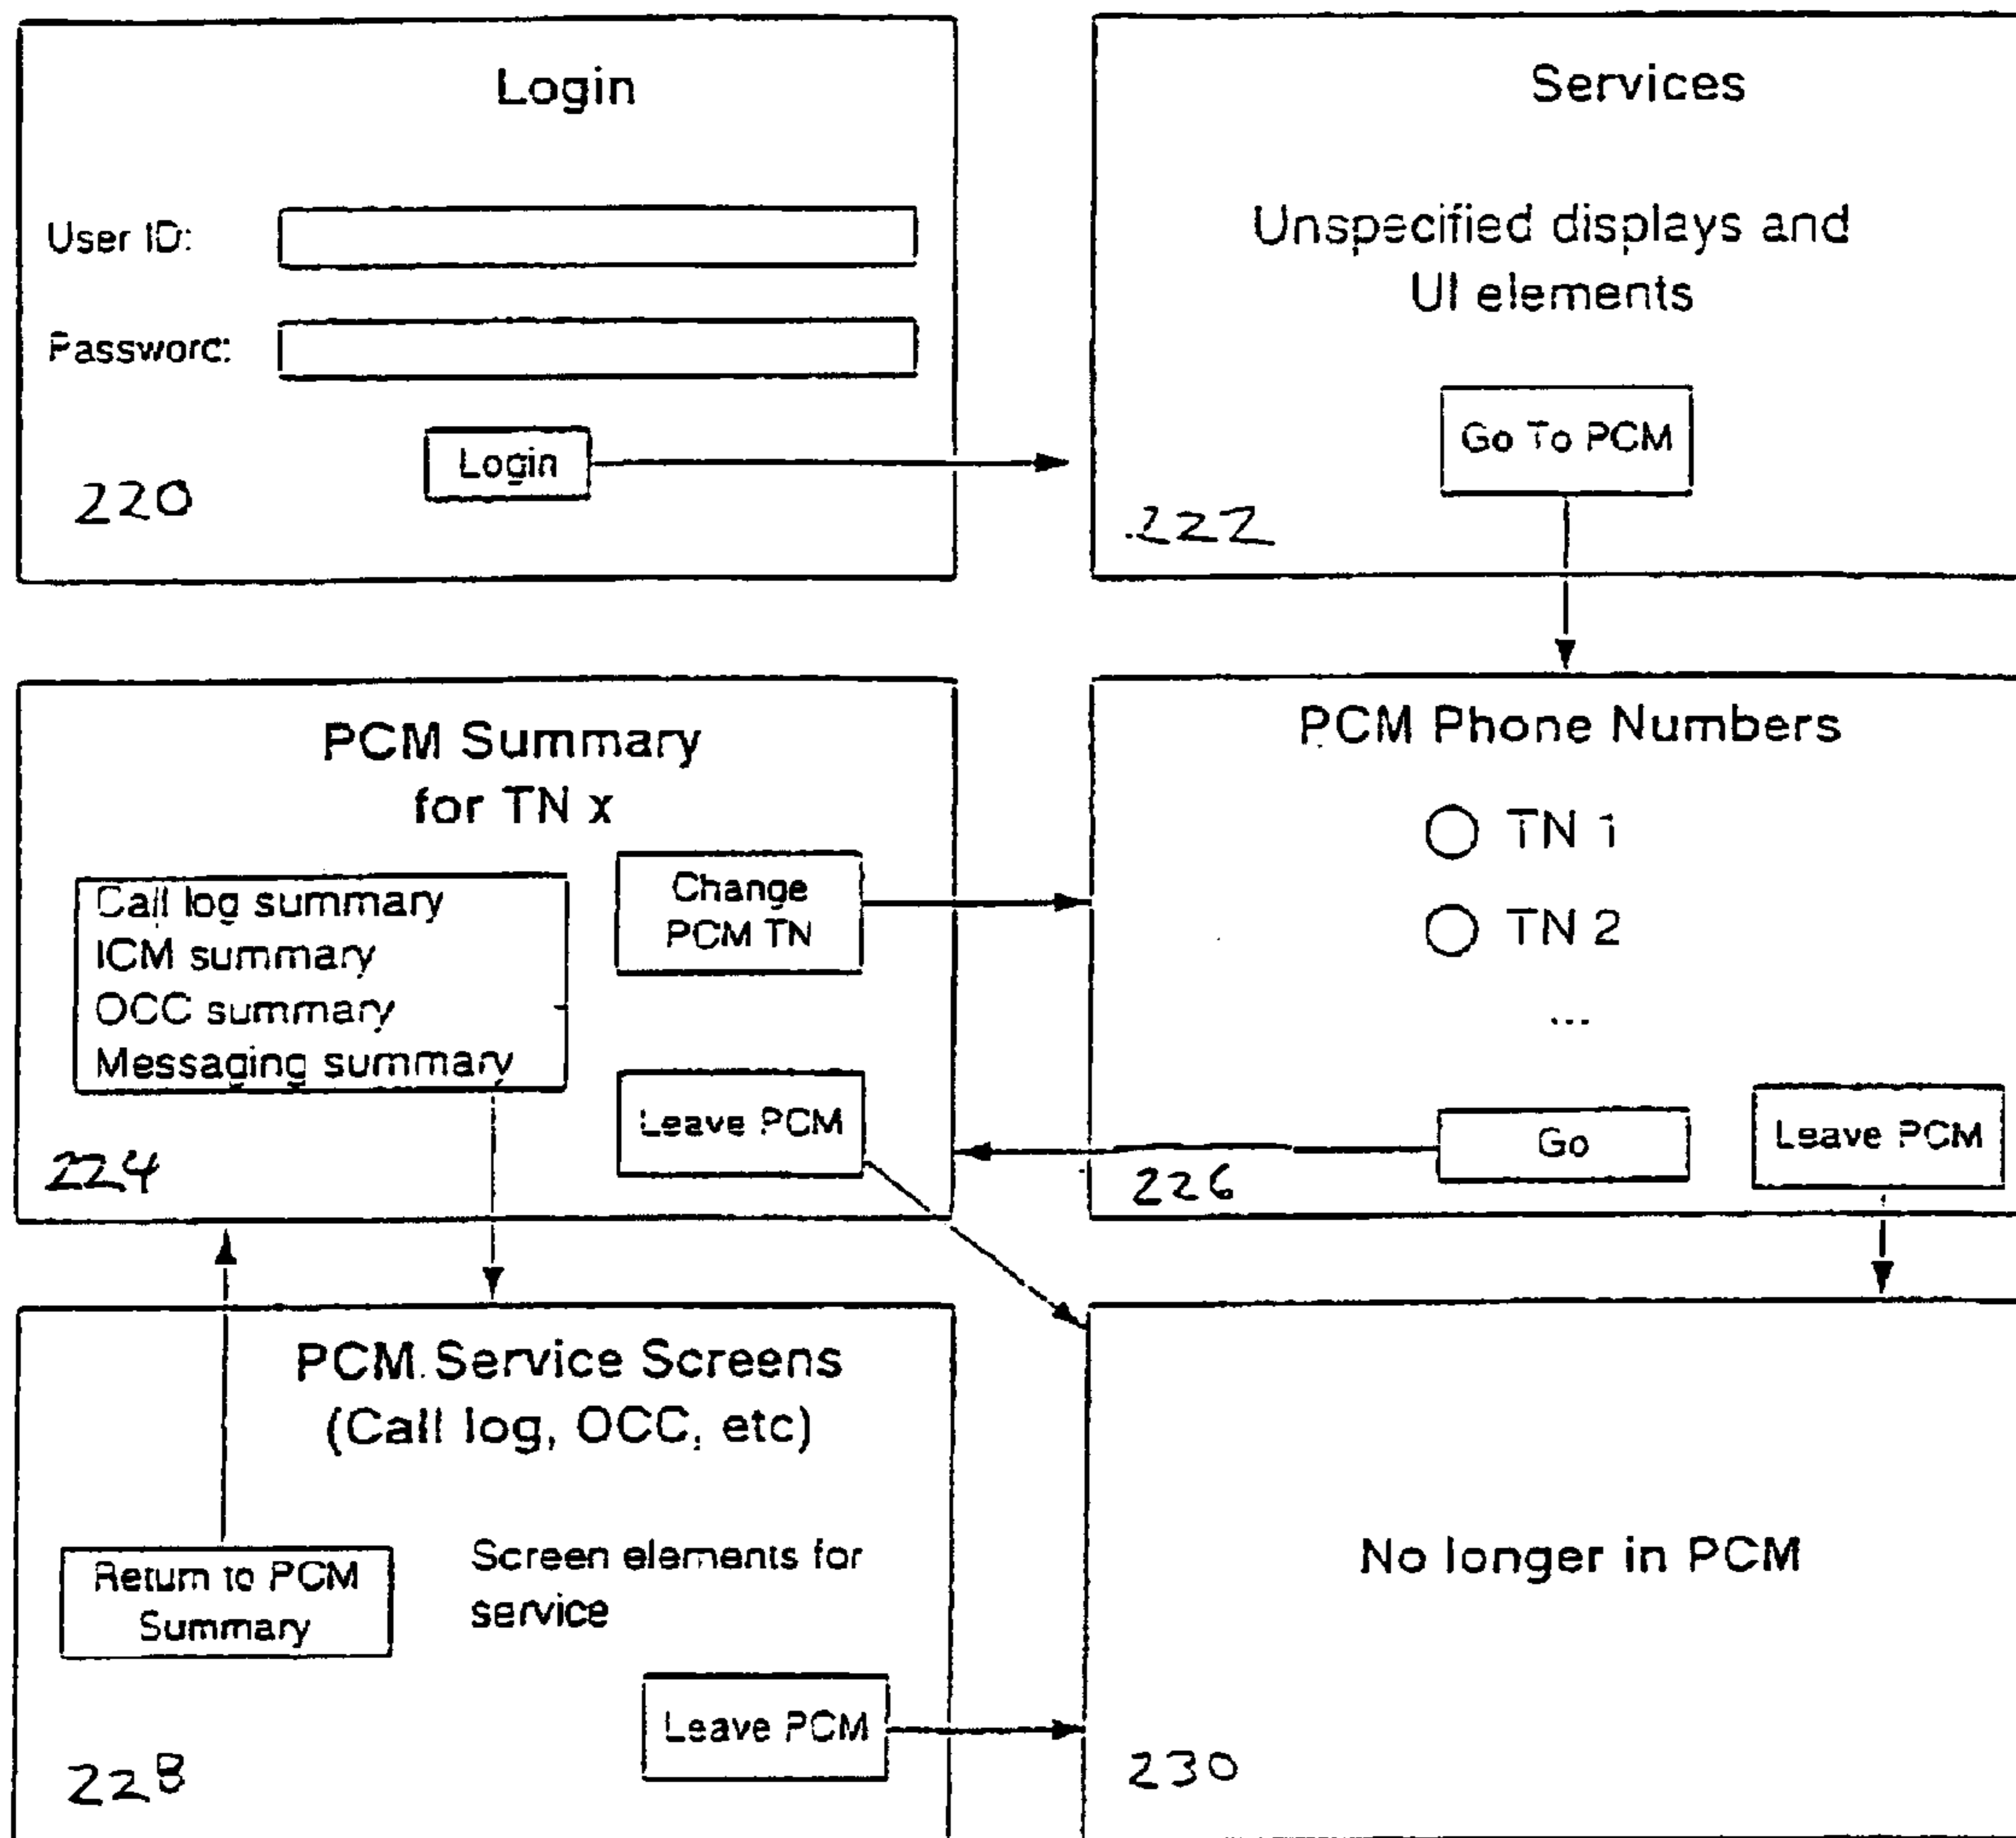 Login
User ID:
Password:
Login
220
Services
Unspecified displays and
UI elements
Go To PCM
222
PCM Summary
for TN x
Call log summary
ICM summary
OCC summary
Messaging summary
Change
PCM TN
Leave PCM
224
PCM Phone Numbers
TN 1
TN 2
...
Go
Leave PCM
226
PCM Service Screens
(Call log, OCC, etc)
Return to PCM
Summary
Screen elements for
service
Leave PCM
228
No longer in PCM
230